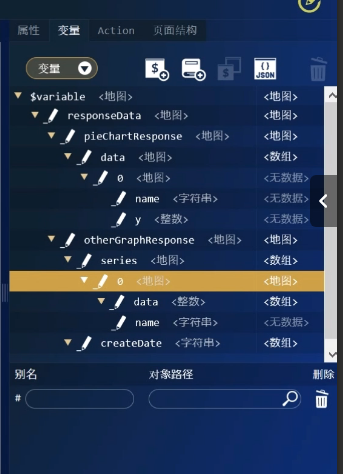 属性 变量 Action 页面结构
变量
$
{} JSON
$variable <地图> <地图>
responseData <地图> <地图>
pieChartResponse <地图> <地图>
data <地图> <数组>
0 <地图> <无数据>
name <字符串> <无数据>
y <整数> <无数据>
otherGraphResponse <地图> <地图>
series <地图> <数组>
0 <地图> <地图>
data <整数> <数组>
name <字符串> <无数据>
createDate <字符串> <数组>
别名 对象路径 删除
#